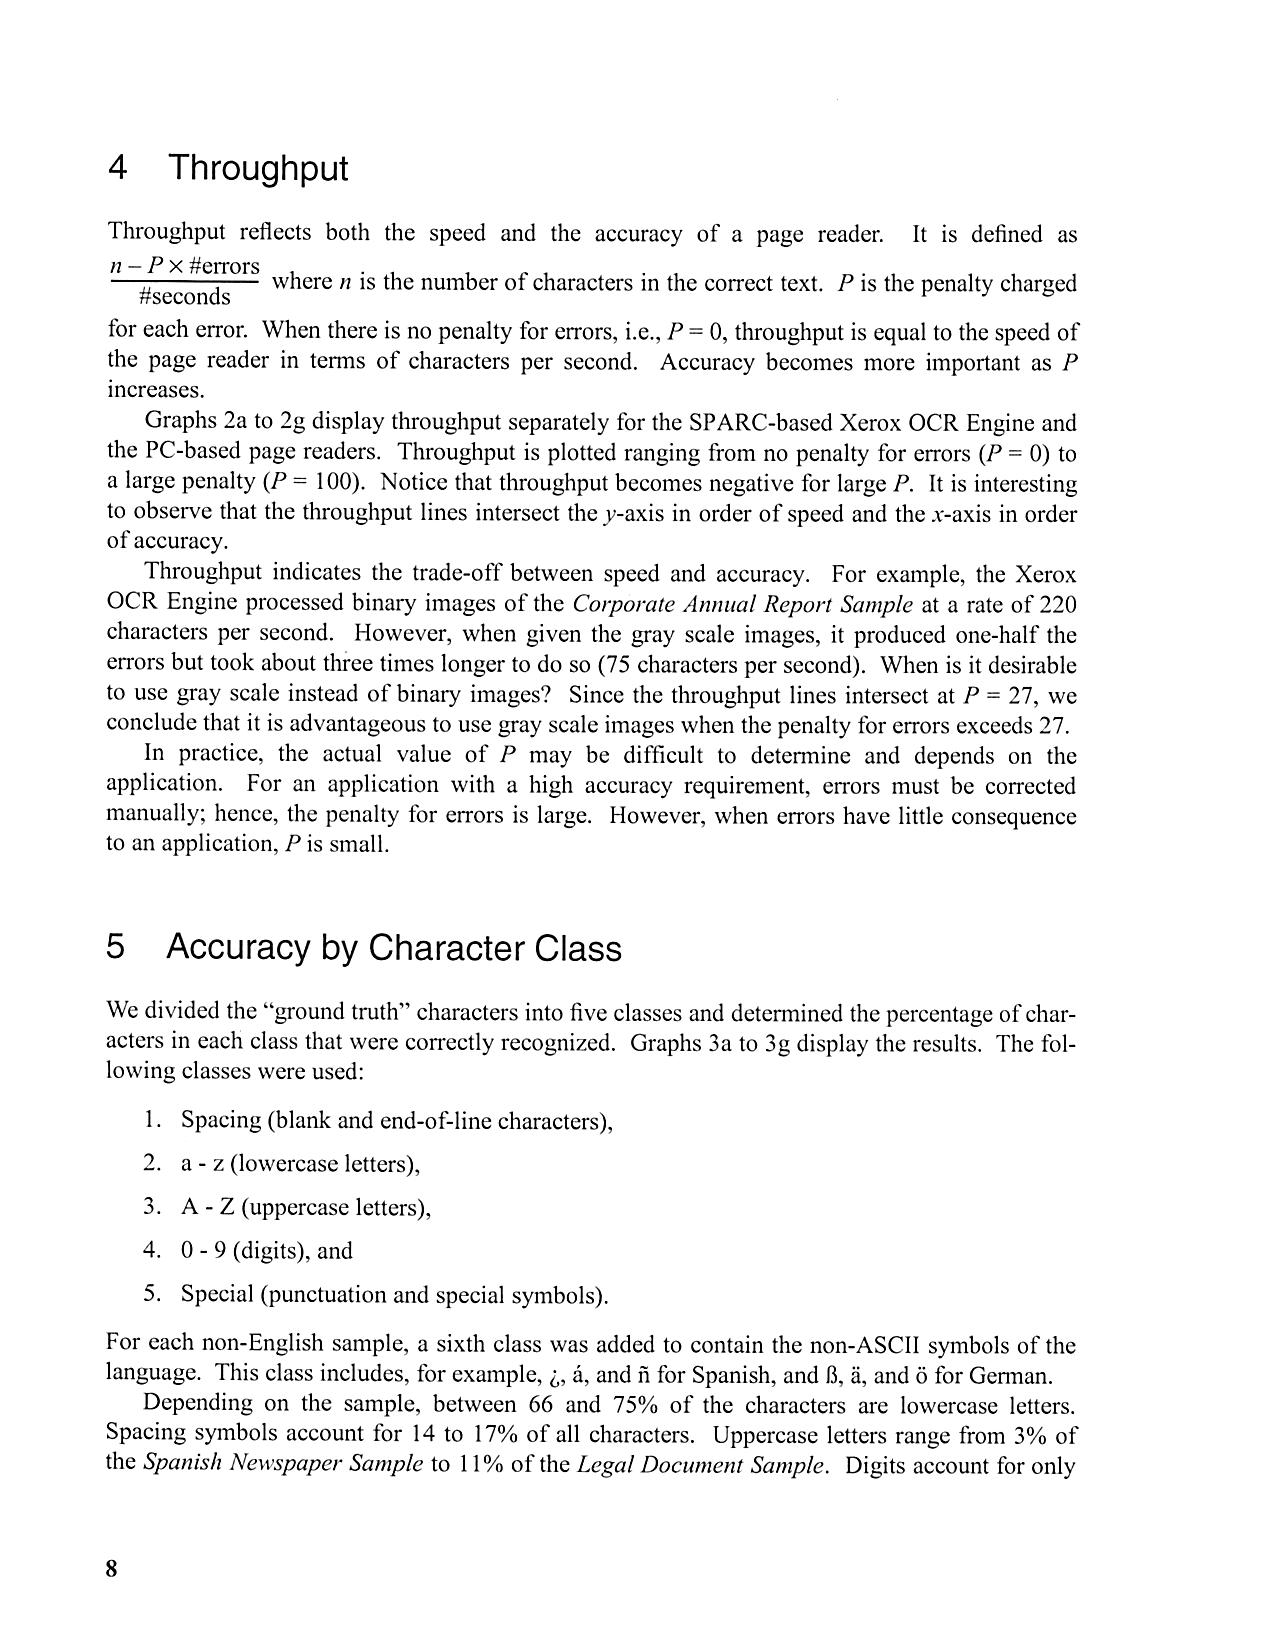 4 Throughput
Throughput reflects both the speed and the accuracy of a page reader. It is defined as
n – P × #errors
#seconds
where n is the number of characters in the correct text. P is the penalty charged
for each error. When there is no penalty for errors, i.e., P = 0, throughput is equal to the speed of
the page reader in terms of characters per second. Accuracy becomes more important as P
increases.
Graphs 2a to 2g display throughput separately for the SPARC-based Xerox OCR Engine and
the PC-based page readers. Throughput is plotted ranging from no penalty for errors (P = 0) to
a large penalty (P = 100). Notice that throughput becomes negative for large P. It is interesting
to observe that the throughput lines intersect the y-axis in order of speed and the x-axis in order
of accuracy.
Throughput indicates the trade-off between speed and accuracy. For example, the Xerox
OCR Engine processed binary images of the Corporate Annual Report Sample at a rate of 220
characters per second. However, when given the gray scale images, it produced one-half the
errors but took about three times longer to do so (75 characters per second). When is it desirable
to use gray scale instead of binary images? Since the throughput lines intersect at P = 27, we
conclude that it is advantageous to use gray scale images when the penalty for errors exceeds 27.
In practice, the actual value of P may be difficult to determine and depends on the
application. For an application with a high accuracy requirement, errors must be corrected
manually; hence, the penalty for errors is large. However, when errors have little consequence
to an application, P is small.
5 Accuracy by Character Class
We divided the “ground truth” characters into five classes and determined the percentage of char-
acters in each class that were correctly recognized. Graphs 3a to 3g display the results. The fol-
lowing classes were used:
1. Spacing (blank and end-of-line characters),
2. a - z (lowercase letters),
3. A - Z (uppercase letters),
4. 0 - 9 (digits), and
5. Special (punctuation and special symbols).
For each non-English sample, a sixth class was added to contain the non-ASCII symbols of the
language. This class includes, for example, ¿, á, and ñ for Spanish, and ß, ä, and ö for German.
Depending on the sample, between 66 and 75% of the characters are lowercase letters.
Spacing symbols account for 14 to 17% of all characters. Uppercase letters range from 3% of
the Spanish Newspaper Sample to 11% of the Legal Document Sample. Digits account for only
8